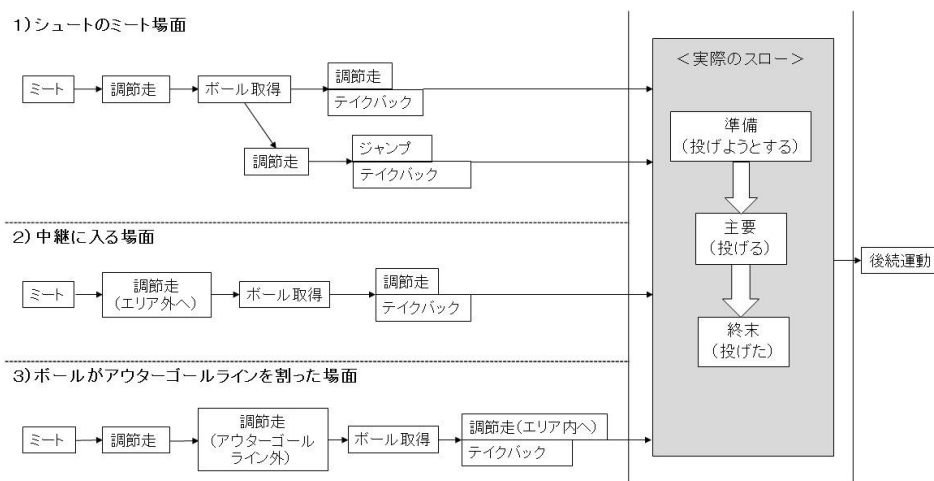 1)シュートのミート場面
ミート
調節走
ボール取得
調節走
テイクバック
調節走
ジャンプ
テイクバック
2)中継に入る場面
ミート
調節走
(エリア外へ)
ボール取得
調節走
テイクバック
3)ボールがアウターゴールラインを割った場面
ミート
調節走
調節走
(アウターゴール
ライン外)
ボール取得
調節走(エリア内へ)
テイクバック
<実際のスロー>
準備
(投げようとする)
主要
(投げる)
終末
(投げた)
後続運動